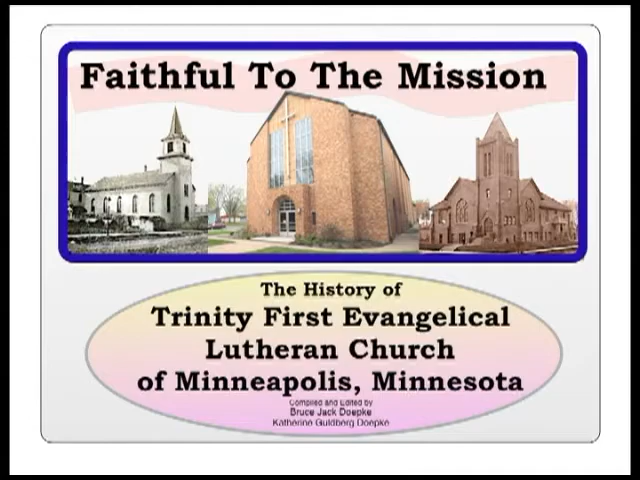 Faithful To The Mission
The History of
Trinity First Evangelical
Lutheran Church
of Minneapolis, Minnesota
Compiled and Edited by
Bruce Jack Doepke
Katherine Guldberg Doepke